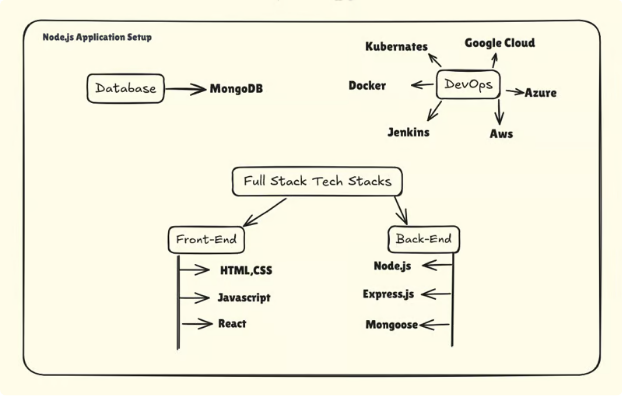 Node.js Application Setup
Database
MongoDB
Kubernates
Google Cloud
Docker
DevOps
Azure
Jenkins
Aws
Full Stack Tech Stacks
Front-End
HTML,CSS
Javascript
React
Back-End
Node.js
Express.js
Mongoose